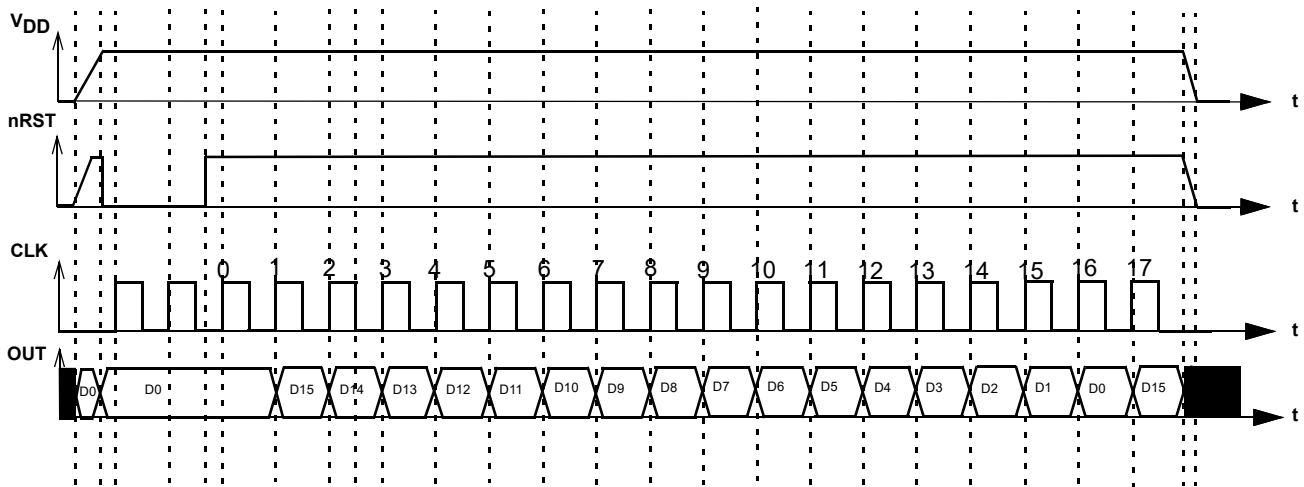 VDD
t
nRST
t
CLK
0 1 2 3 4 5 6 7 8 9 10 11 12 13 14 15 16 17
t
OUT
D0 D0 D15 D14 D13 D12 D11 D10 D9 D8 D7 D6 D5 D4 D3 D2 D1 D0 D15
t